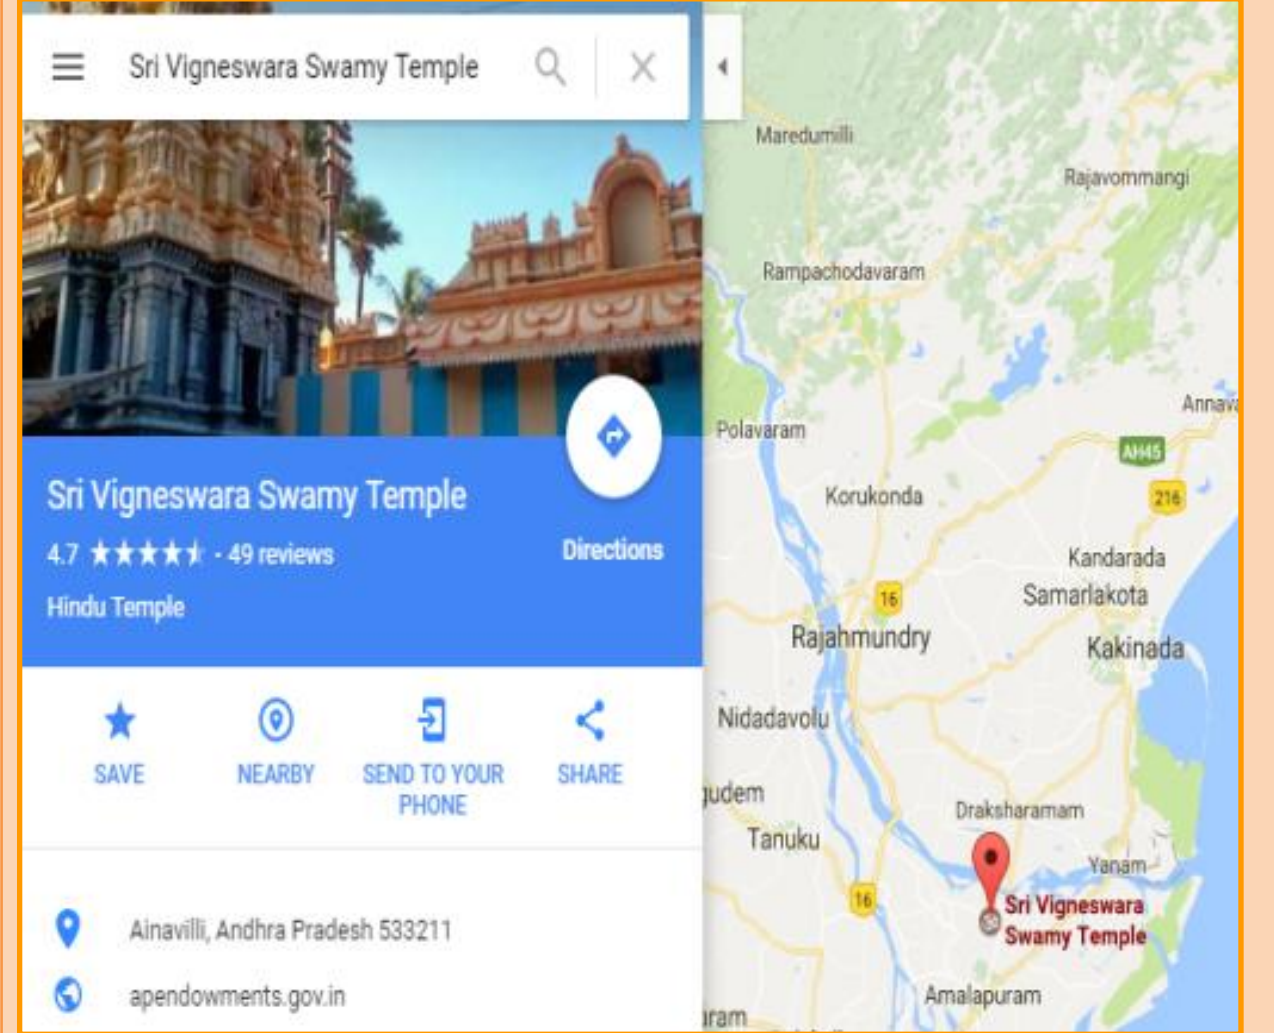 Sri Vigneswara Swamy Temple
Sri Vigneswara Swamy Temple
4.7
- 49 reviews
Directions
Hindu Temple
SAVE
NEARBY
SEND TO YOUR
PHONE
SHARE
Ainavilli, Andhra Pradesh 533211
apendowments.gov.in
Maredumilli
Rajavommangi
Rampachodavaram
Annava
Polavaram
AH45
Korukonda
216
Kandarada
16
Samarlakota
Rajahmundry
Kakinada
Nidadavolu
gudem
Draksharamam
Tanuku
Yanam
16
Sri Vigneswara
Swamy Temple
Amalapuram